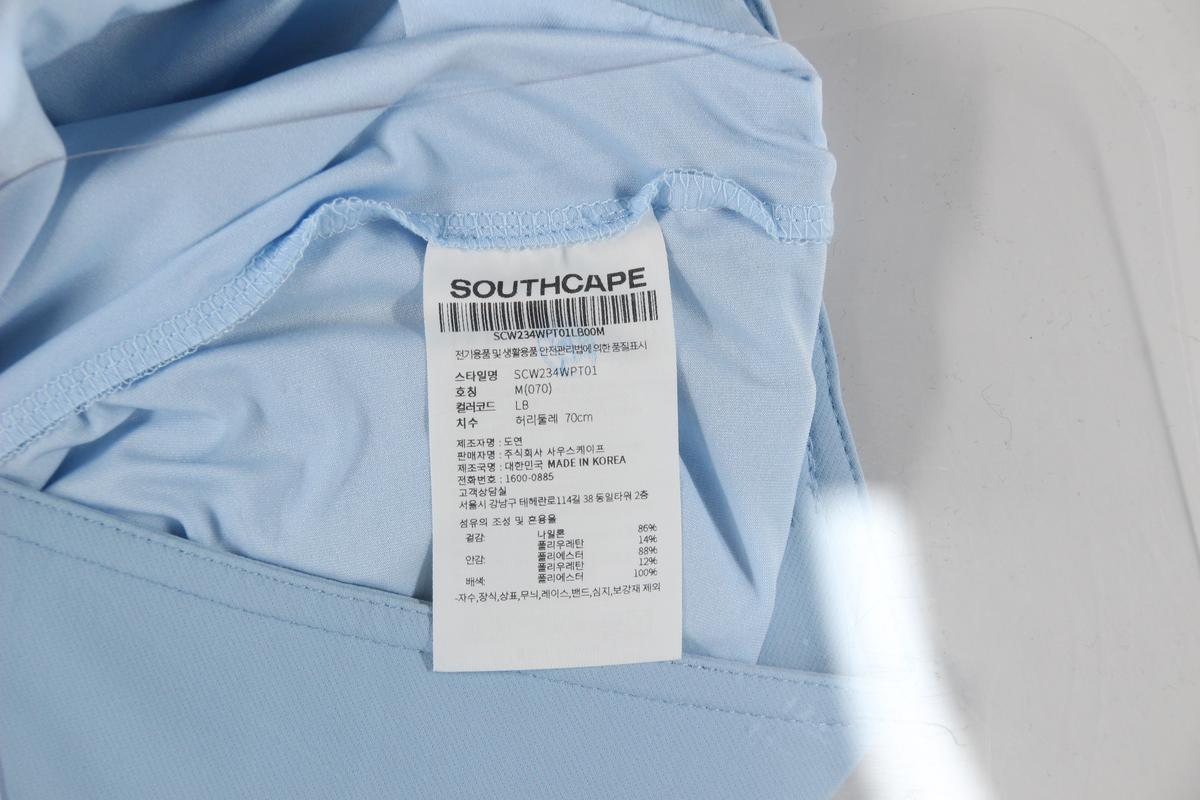 SOUTHCAPE
SCW234WPT01LB00M
전기용품 및 생활용품 안전관리법에 의한 품질표시
스타일명 SCW234WPT01
호칭 M(070)
컬러코드 LB
치수 허리둘레 70cm
제조자명 : 도연
판매자명 : 주식회사 사우스케이프
제조국명 : 대한민국 MADE IN KOREA
전화번호 : 1600-0885
고객상담실
서울시 강남구 테헤란로114길 38 동일타워 2층
섬유의 조성 및 혼용율
겉감: 나일론 86%
폴리우레탄 14%
안감: 폴리에스터 88%
폴리우레탄 12%
배색: 폴리에스터 100%
-자수,장식,상표,무늬,레이스,밴드,심지,보강재 제외